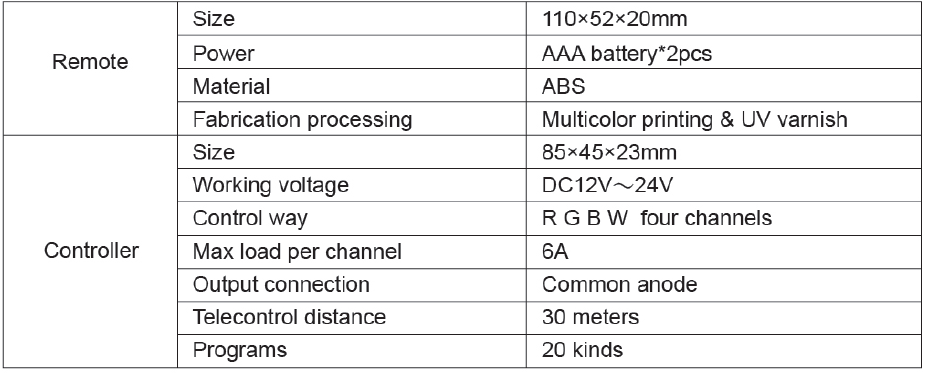 Remote
Size 110×52×20mm
Power AAA battery*2pcs
Material ABS
Fabrication processing Multicolor printing & UV varnish
Controller
Size 85×45×23mm
Working voltage DC12V～24V
Control way R G B W four channels
Max load per channel 6A
Output connection Common anode
Telecontrol distance 30 meters
Programs 20 kinds